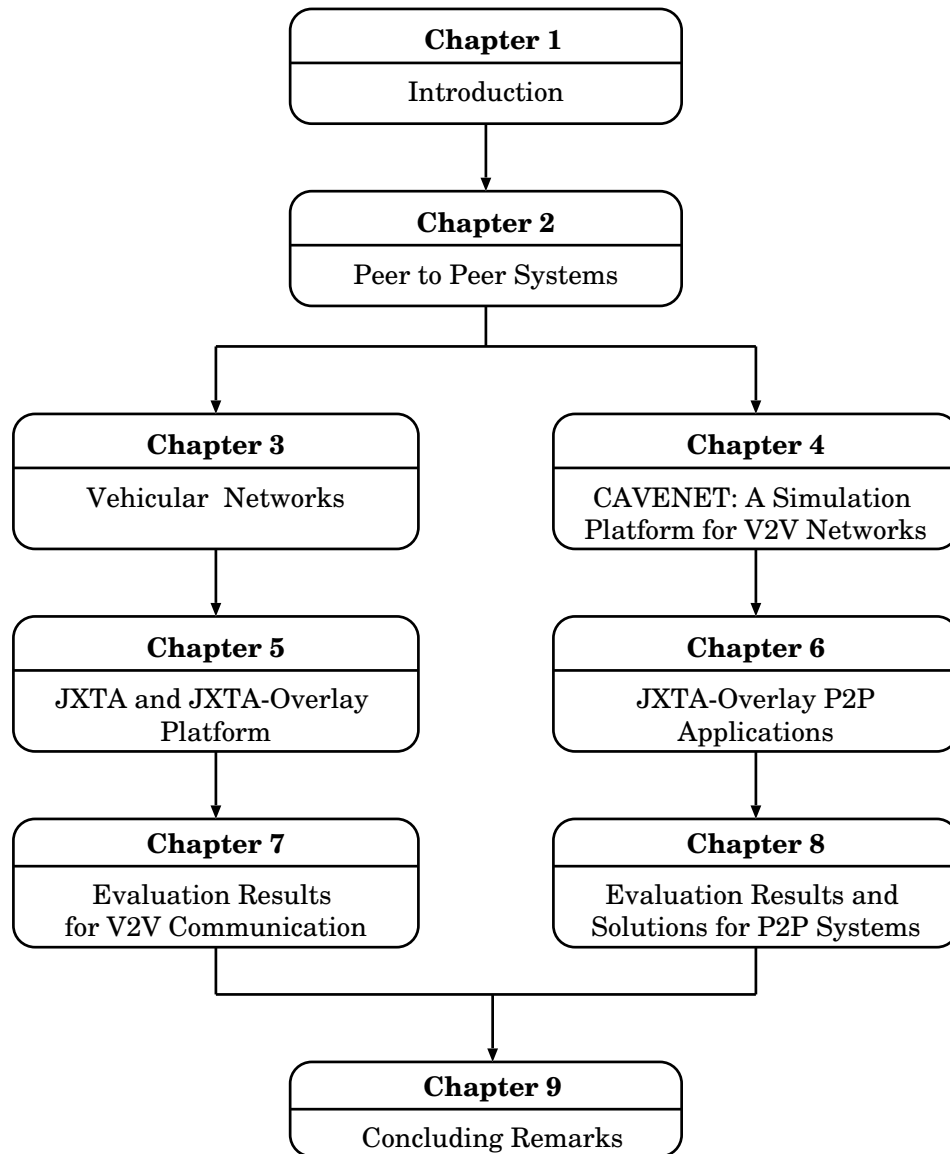 Chapter 1
Introduction
Chapter 2
Peer to Peer Systems
Chapter 3
Vehicular Networks
Chapter 4
CAVENET: A Simulation
Platform for V2V Networks
Chapter 5
JXTA and JXTA-Overlay
Platform
Chapter 6
JXTA-Overlay P2P
Applications
Chapter 7
Evaluation Results
for V2V Communication
Chapter 8
Evaluation Results and
Solutions for P2P Systems
Chapter 9
Concluding Remarks